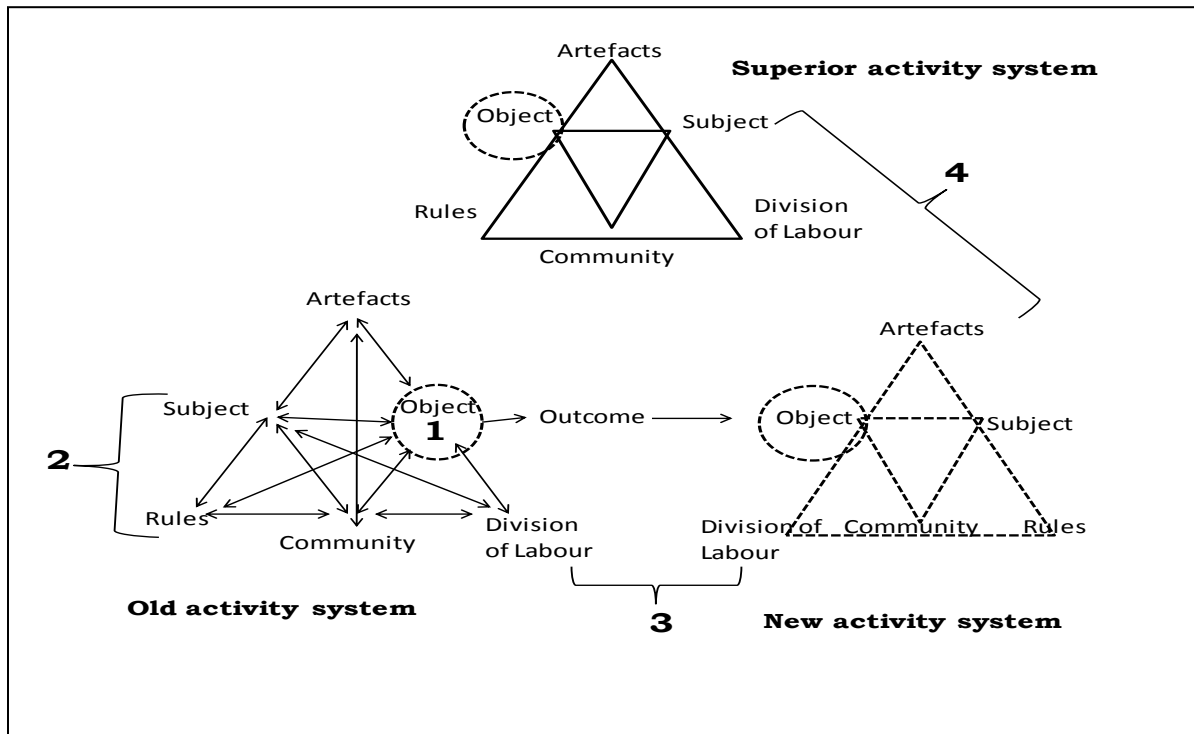 Artefacts
Superior activity system
Object
Subject
4
Rules
Division
of Labour
Community
Artefacts
Artefacts
Subject
Object
1
Outcome
Object
Subject
2
Rules
Community
Division
of Labour
Division of
Labour
Community
Rules
Old activity system
3
New activity system